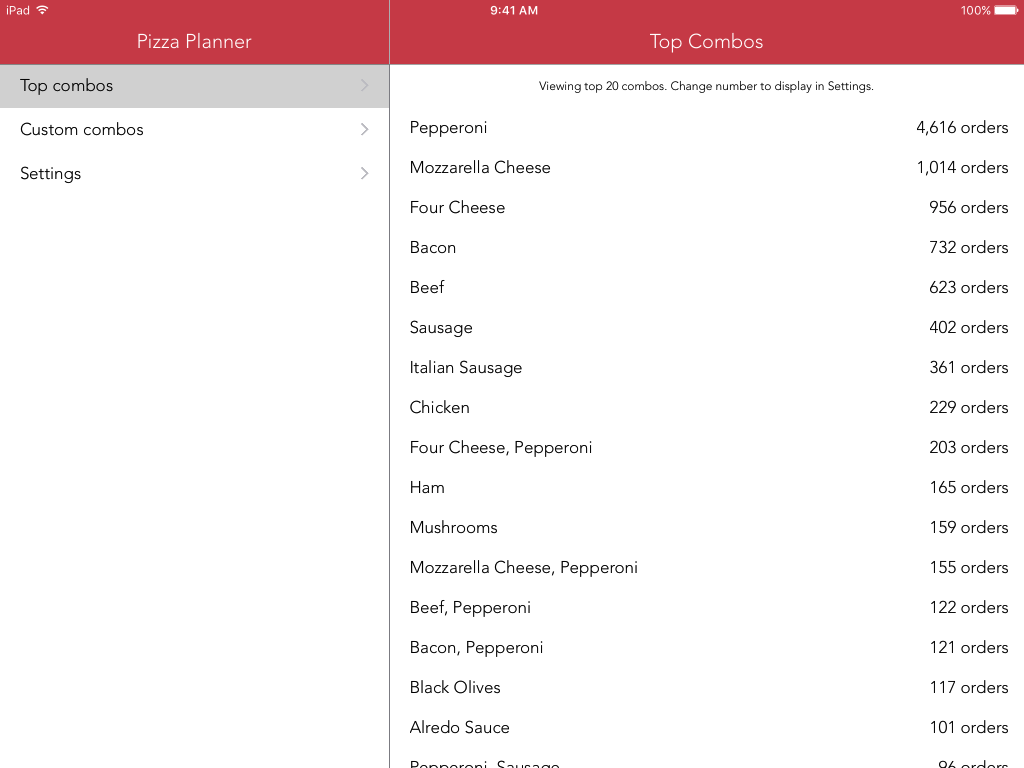 iPad 9:41 AM 100%
Pizza Planner
Top Combos
Top combos
Custom combos
Settings
Viewing top 20 combos. Change number to display in Settings.
Pepperoni 4,616 orders
Mozzarella Cheese 1,014 orders
Four Cheese 956 orders
Bacon 732 orders
Beef 623 orders
Sausage 402 orders
Italian Sausage 361 orders
Chicken 229 orders
Four Cheese, Pepperoni 203 orders
Ham 165 orders
Mushrooms 159 orders
Mozzarella Cheese, Pepperoni 155 orders
Beef, Pepperoni 122 orders
Bacon, Pepperoni 121 orders
Black Olives 117 orders
Alredo Sauce 101 orders
Pepperoni, Sausage 96 orders